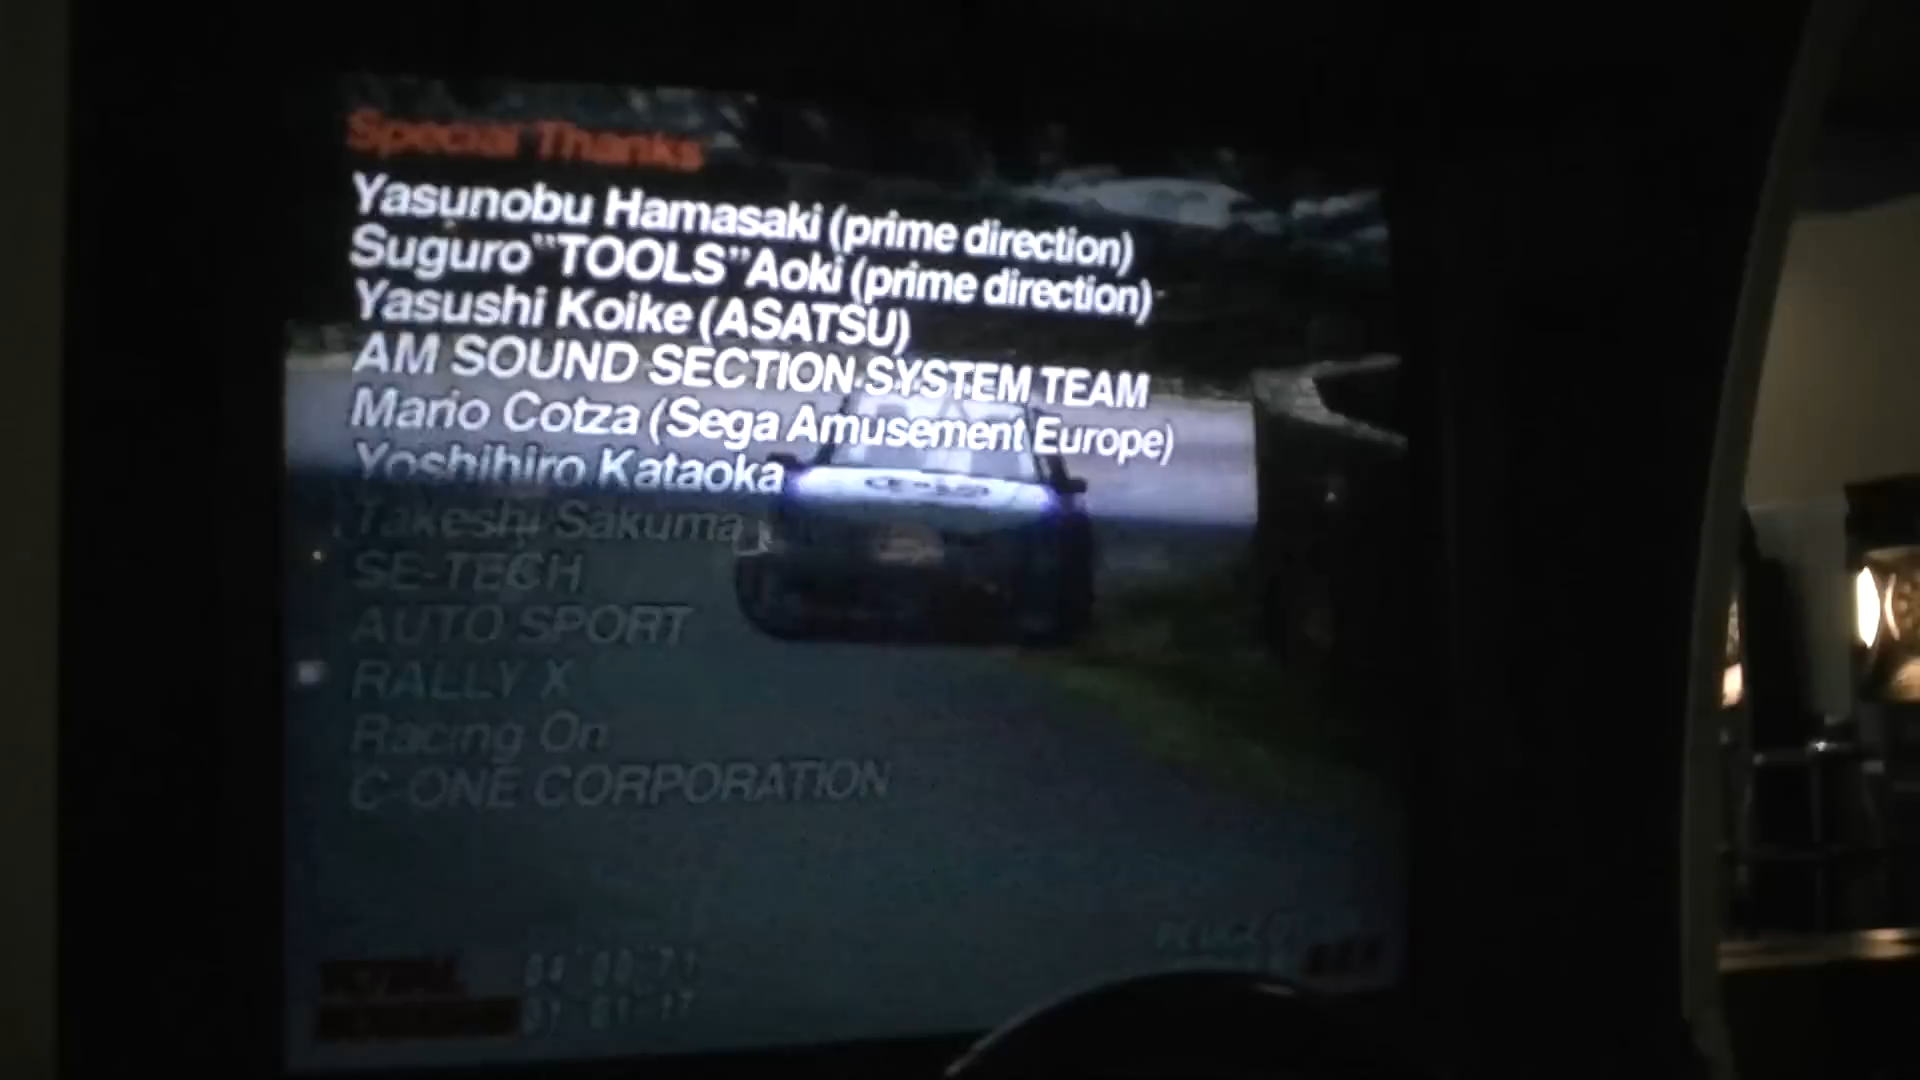 Special Thanks
Yasunobu Hamasaki (prime direction)
Suguro"TOOLS"Aoki (prime direction)
Yasushi Koike (ASATSU)
AM SOUND SECTION SYSTEM TEAM
Mario Cotza (Sega Amusement Europe)
Yoshihiro Kataoka
Takeshi Sakuma
SE-TECH
AUTO SPORT
RALLY X
Racing On
C-ONE CORPORATION